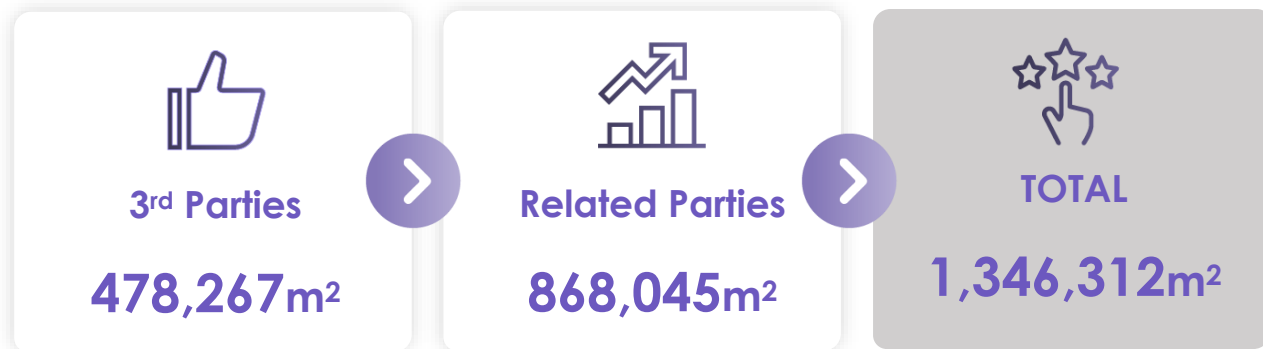 3rd Parties
478,267m²
Related Parties
868,045m²
TOTAL
1,346,312m²